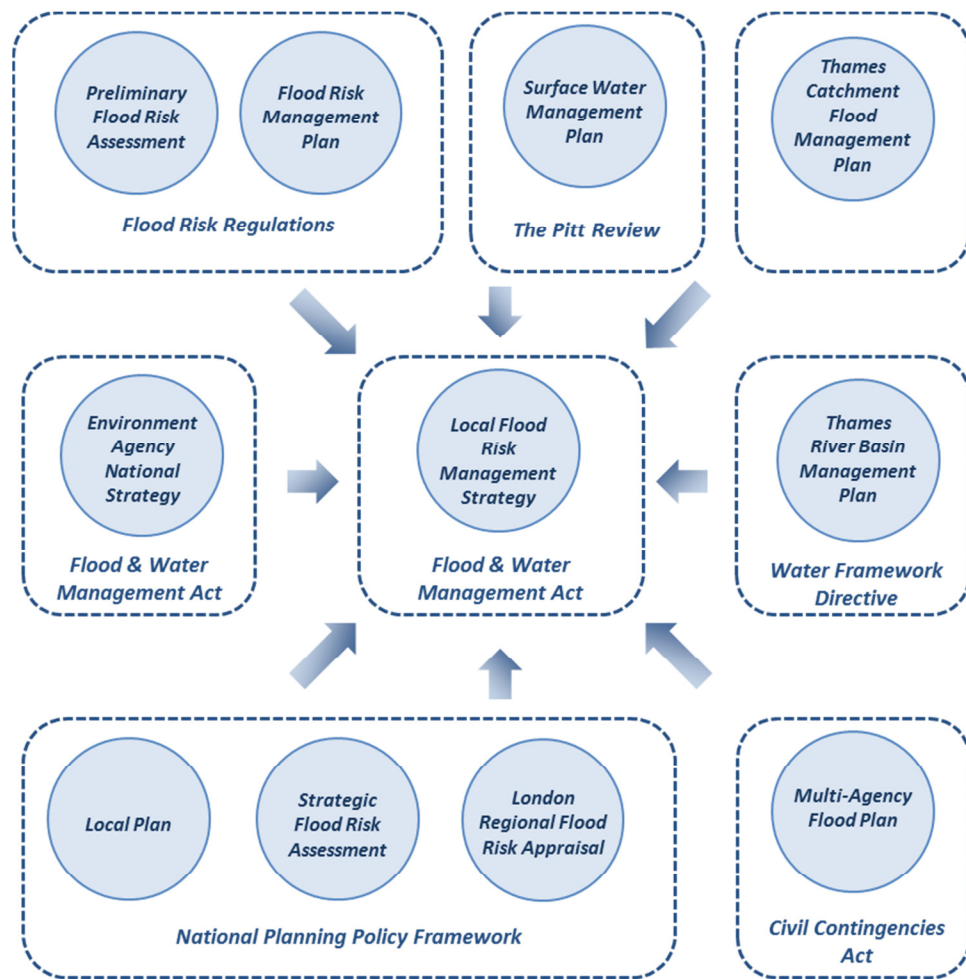 Preliminary
Flood Risk
Assessment
Flood Risk
Management
Plan
Flood Risk Regulations
Surface Water
Management
Plan
The Pitt Review
Thames
Catchment
Flood
Management
Plan
Environment
Agency
National
Strategy
Flood & Water
Management Act
Local Flood
Risk
Management
Strategy
Flood & Water
Management Act
Thames
River Basin
Management
Plan
Water Framework
Directive
Local Plan
Strategic
Flood Risk
Assessment
London
Regional Flood
Risk Appraisal
National Planning Policy Framework
Multi-Agency
Flood Plan
Civil Contingencies
Act